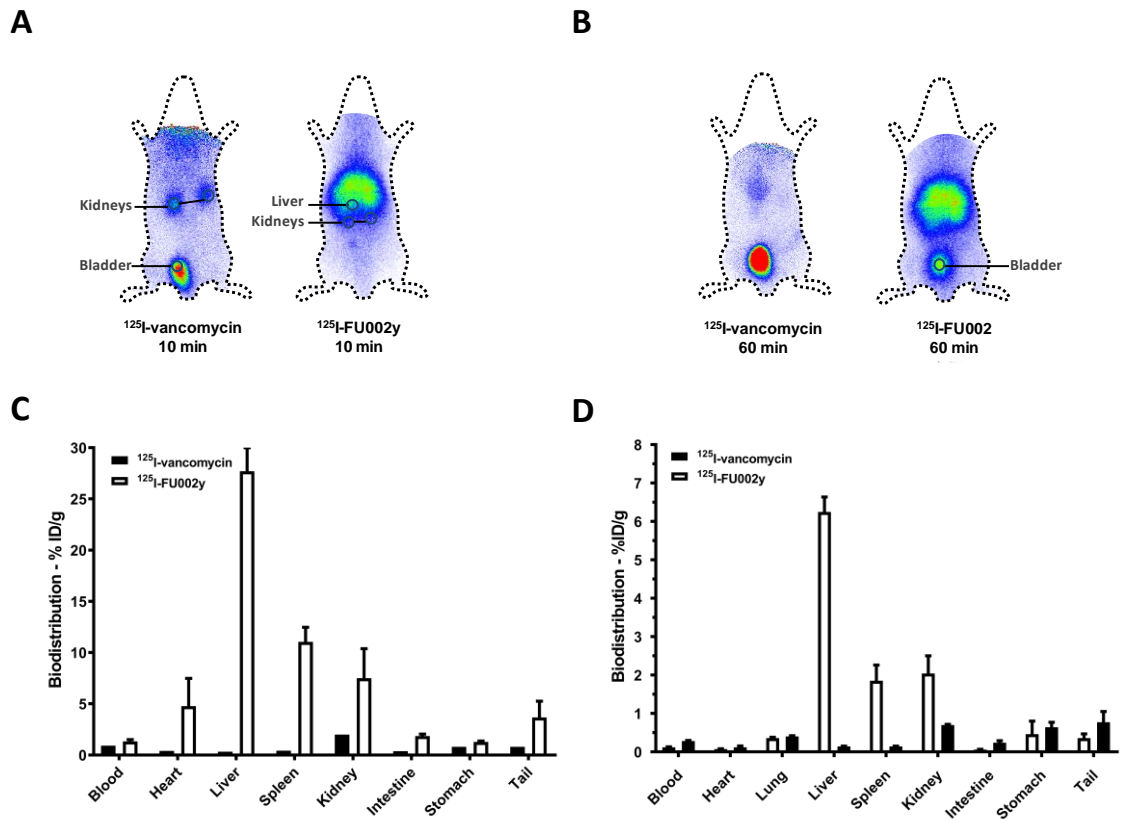 A
B
Kidneys
Bladder
Liver
Kidneys
Bladder
¹²⁵I-vancomycin
10 min
¹²⁵I-FU002y
10 min
¹²⁵I-vancomycin
60 min
¹²⁵I-FU002
60 min
C
D
Biodistribution - % ID/g
30
25
20
15
10
5
0
¹²⁵I-vancomycin
¹²⁵I-FU002y
Blood
Heart
Liver
Spleen
Kidney
Intestine
Stomach
Tail
Biodistribution - %ID/g
8
7
6
5
4
3
2
1
0
¹²⁵I-vancomycin
¹²⁵I-FU002y
Blood
Heart
Lung
Liver
Spleen
Kidney
Intestine
Stomach
Tail